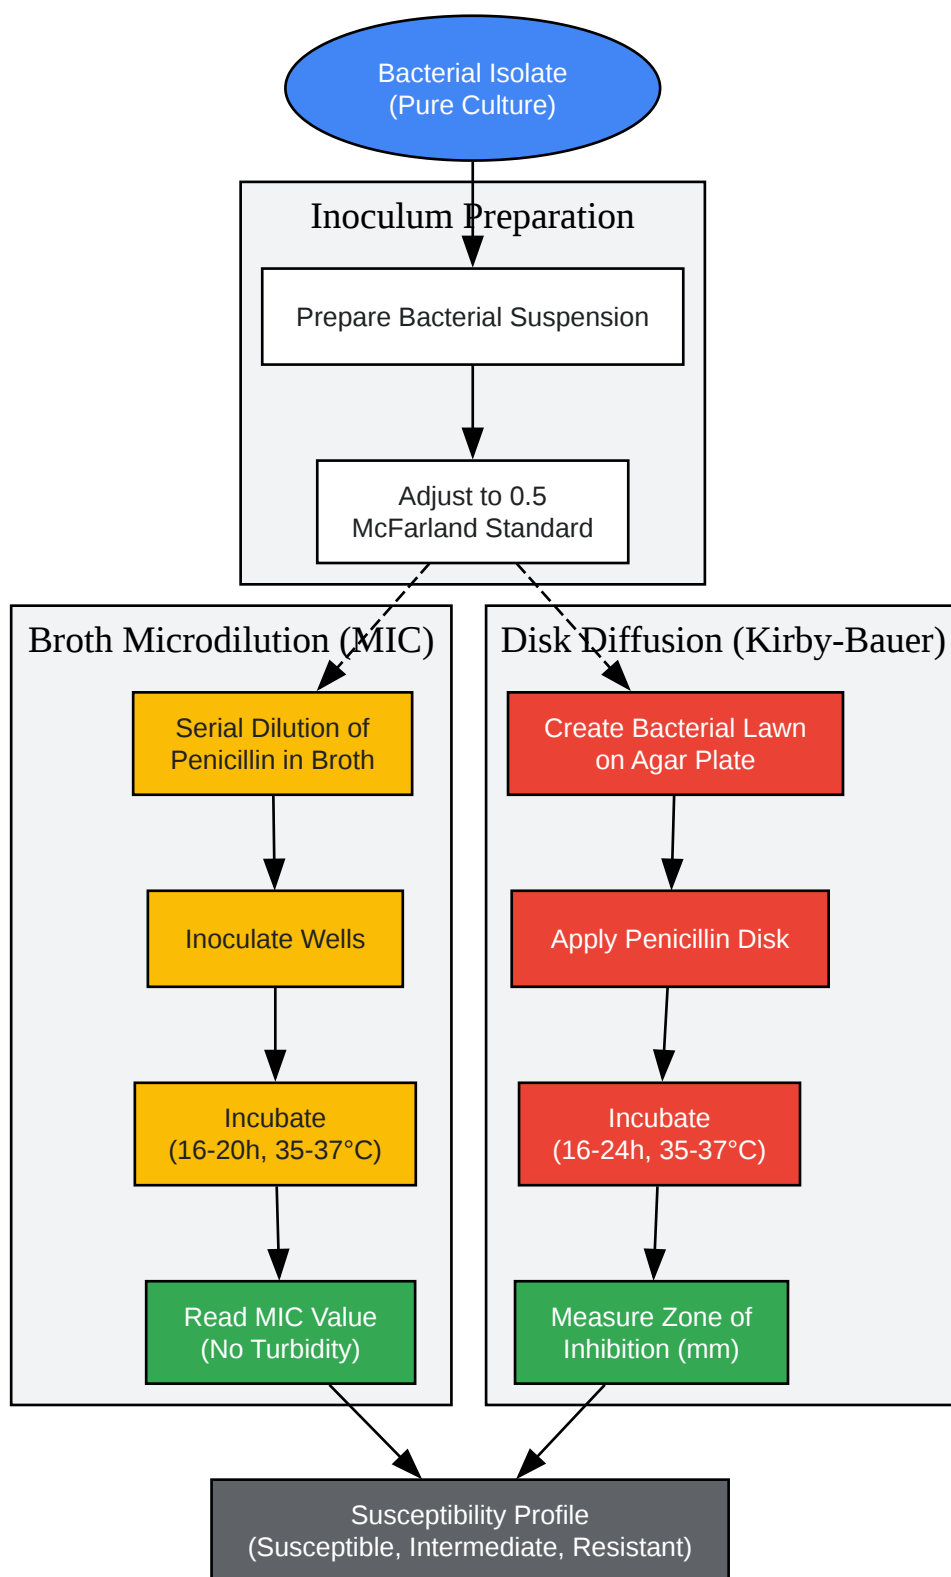 Bacterial Isolate
(Pure Culture)
Inoculum Preparation
Prepare Bacterial Suspension
Adjust to 0.5
McFarland Standard
Broth Microdilution (MIC)
Serial Dilution of
Penicillin in Broth
Inoculate Wells
Incubate
(16-20h, 35-37°C)
Read MIC Value
(No Turbidity)
Disk Diffusion (Kirby-Bauer)
Create Bacterial Lawn
on Agar Plate
Apply Penicillin Disk
Incubate
(16-24h, 35-37°C)
Measure Zone of
Inhibition (mm)
Susceptibility Profile
(Susceptible, Intermediate, Resistant)